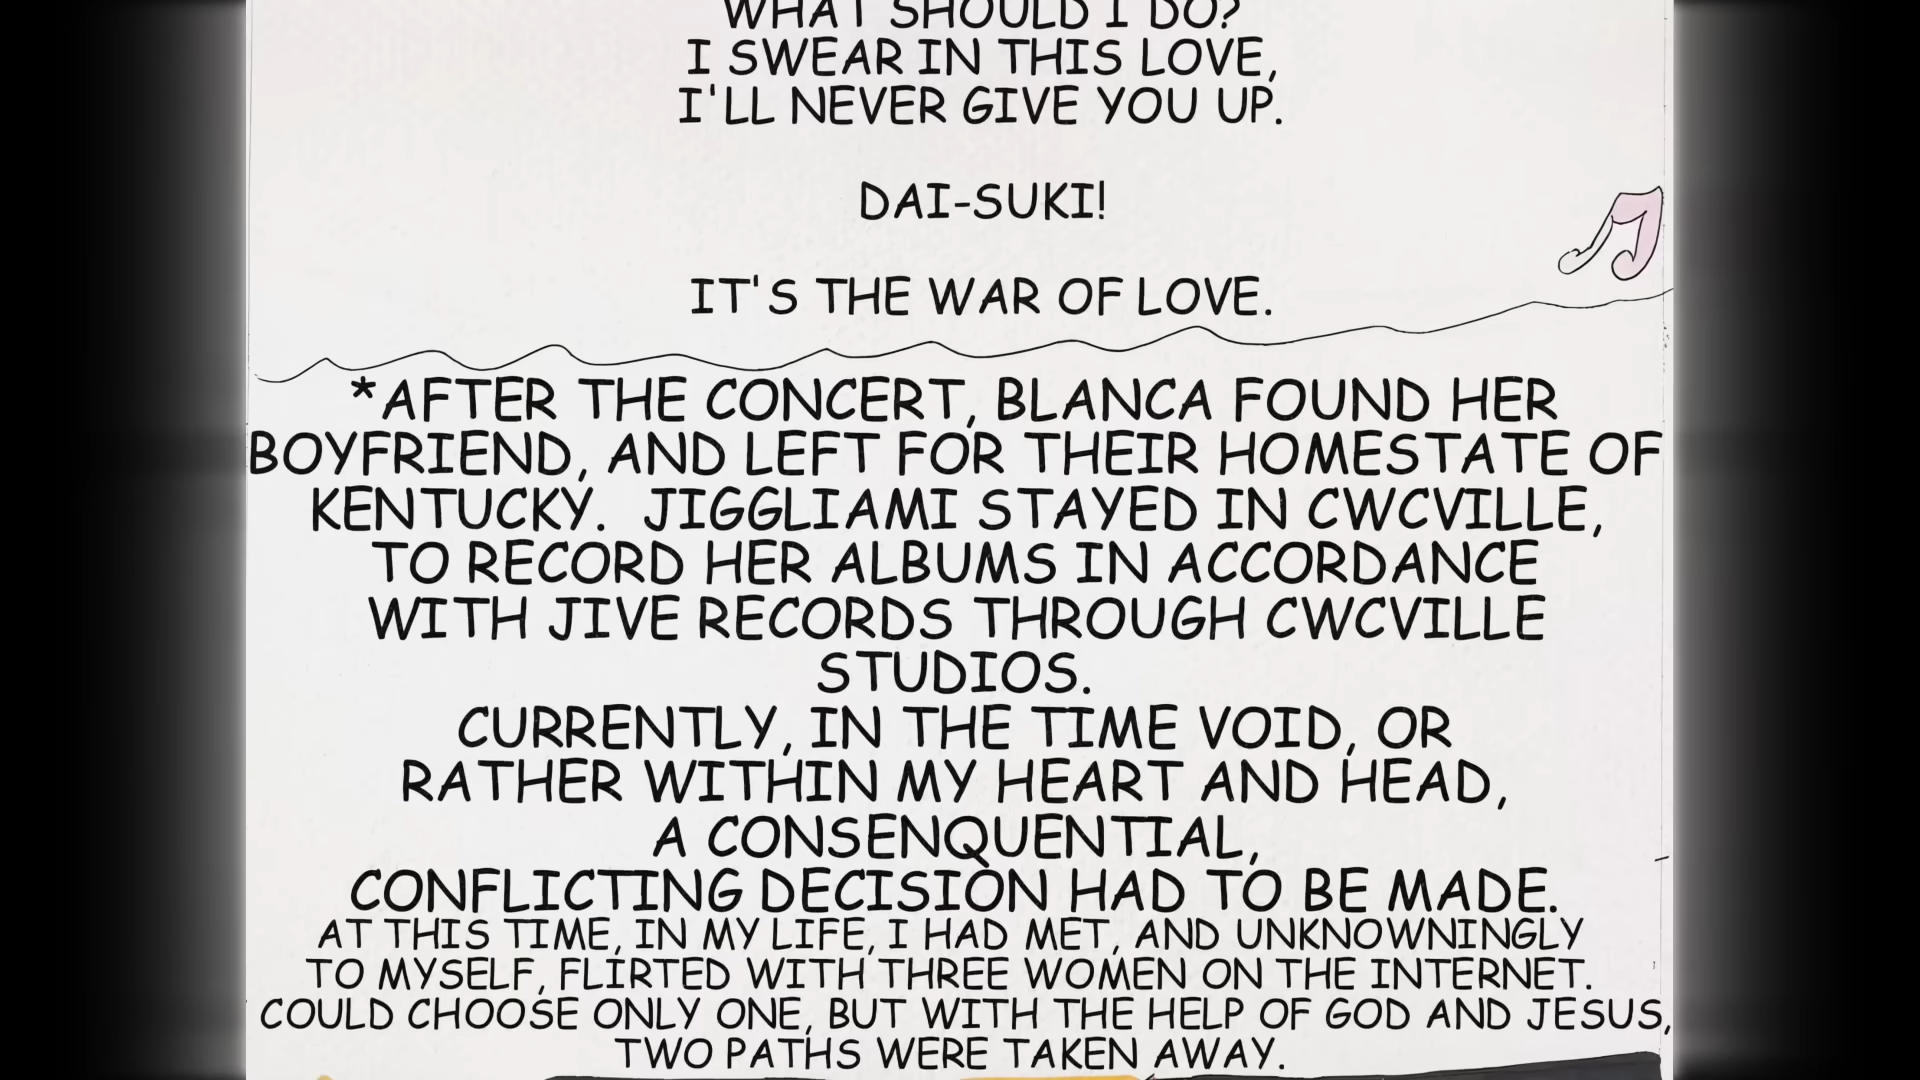 WHAT SHOULD I DO?
I SWEAR IN THIS LOVE,
I'LL NEVER GIVE YOU UP.
DAI-SUKI!
IT'S THE WAR OF LOVE.
*AFTER THE CONCERT, BLANCA FOUND HER
BOYFRIEND, AND LEFT FOR THEIR HOMESTATE OF
KENTUCKY. JIGGLIAMI STAYED IN CWCVILLE,
TO RECORD HER ALBUMS IN ACCORDANCE
WITH JIVE RECORDS THROUGH CWCVILLE
STUDIOS.
CURRENTLY, IN THE TIME VOID, OR
RATHER WITHIN MY HEART AND HEAD,
A CONSENQUENTIAL,
CONFLICTING DECISION HAD TO BE MADE.
AT THIS TIME, IN MY LIFE, I HAD MET, AND UNKNOWNINGLY
TO MYSELF, FLIRTED WITH THREE WOMEN ON THE INTERNET.
COULD CHOOSE ONLY ONE, BUT WITH THE HELP OF GOD AND JESUS,
TWO PATHS WERE TAKEN AWAY.